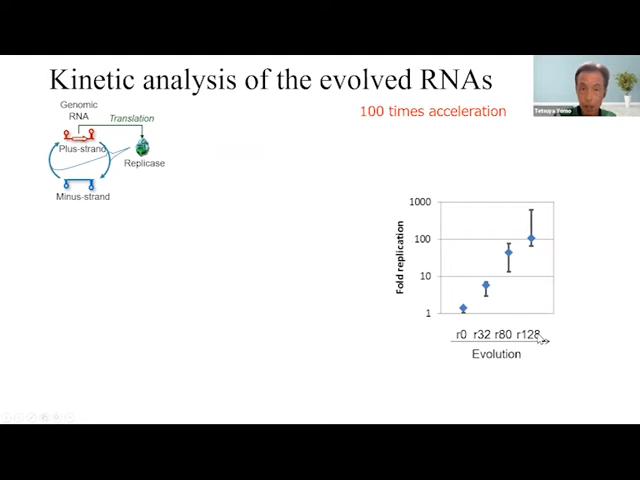 Kinetic analysis of the evolved RNAs
Genomic
RNA
Translation
Plus-strand
Replicase
Minus-strand
100 times acceleration
Tetsuya Yomo
Fold replication
1000
100
10
1
r0 r32 r80 r128
Evolution